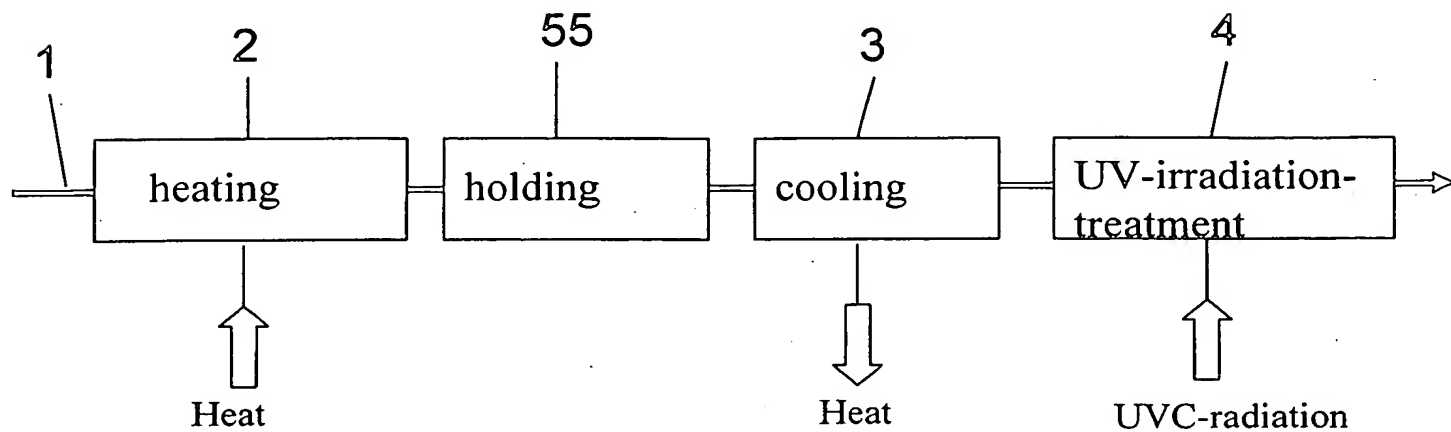 1
2
55
3
4
heating
holding
cooling
UV-irradiation-
treatment
Heat
Heat
UVC-radiation